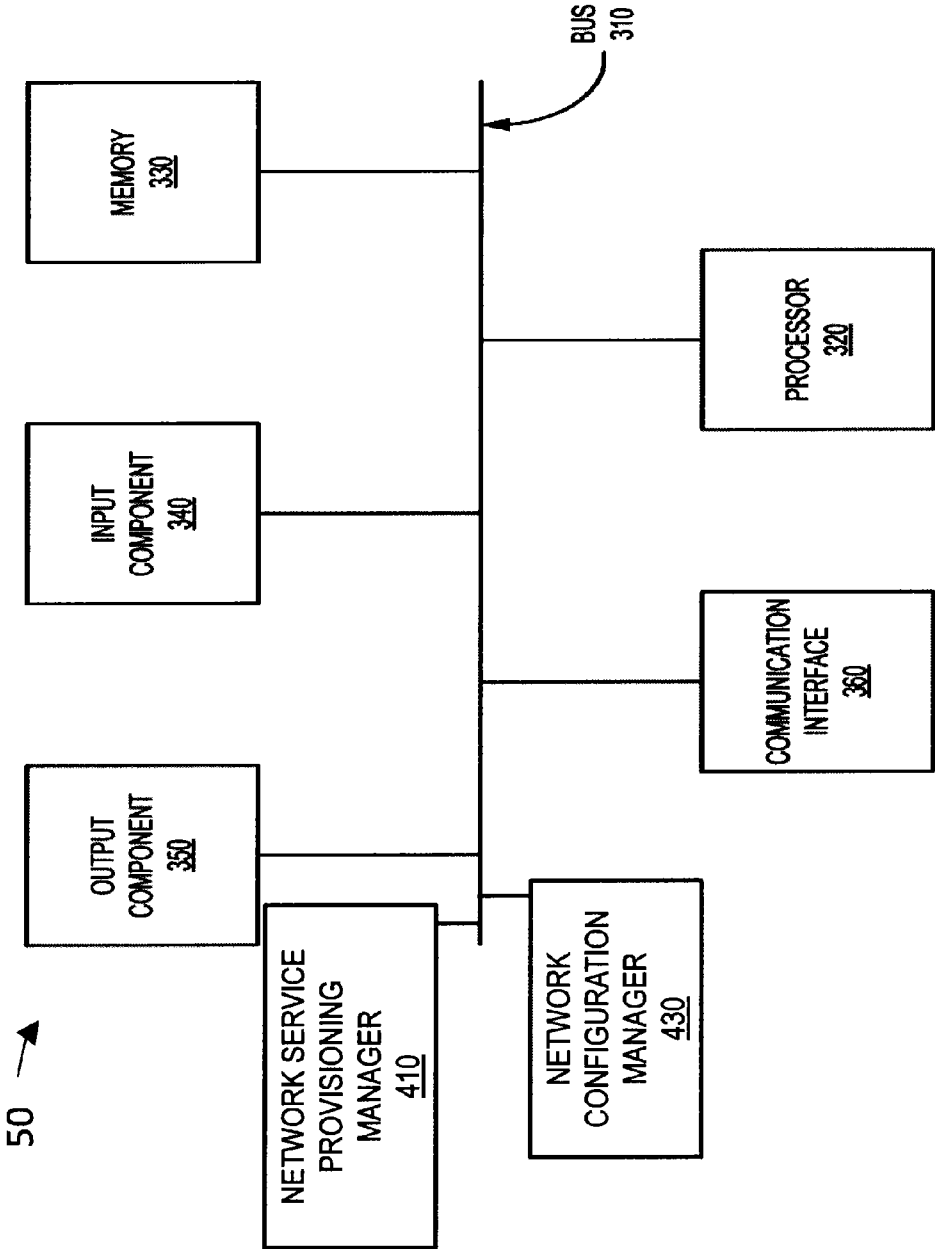 50
NETWORK SERVICE
PROVISIONING
MANAGER
410
NETWORK
CONFIGURATION
MANAGER
430
OUTPUT
COMPONENT
350
COMMUNICATION
INTERFACE
360
INPUT
COMPONENT
340
PROCESSOR
320
MEMORY
330
BUS
310